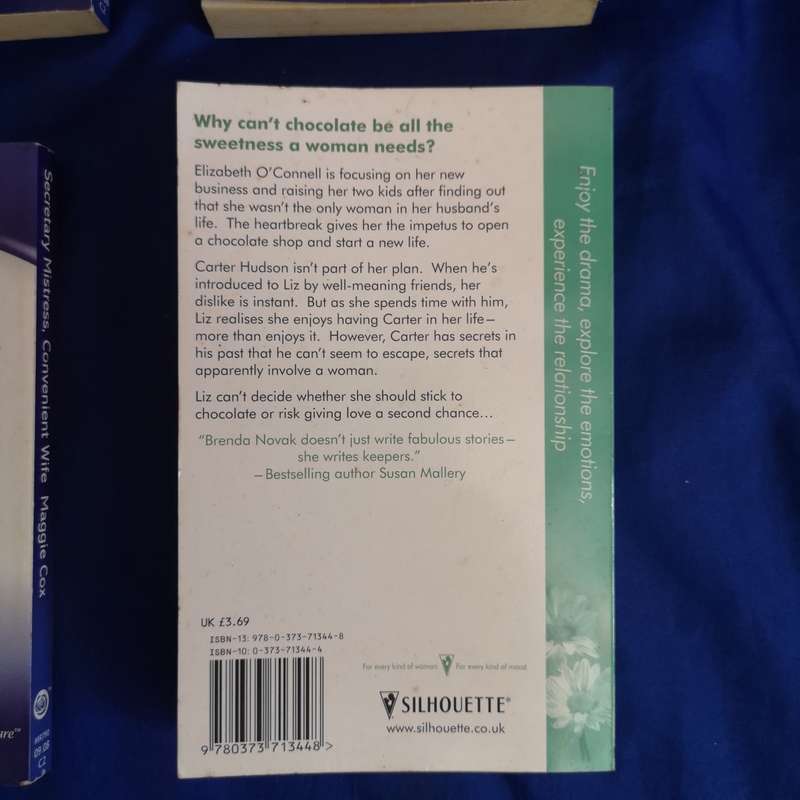 Why can't chocolate be all the
sweetness a woman needs?
Elizabeth O'Connell is focusing on her new
business and raising her two kids after finding out
that she wasn't the only woman in her husband's
life. The heartbreak gives her the impetus to open
a chocolate shop and start a new life.
Carter Hudson isn't part of her plan. When he's
introduced to Liz by well-meaning friends, her
dislike is instant. But as she spends time with him,
Liz realises she enjoys having Carter in her life—
more than enjoys it. However, Carter has secrets in
his past that he can't seem to escape, secrets that
apparently involve a woman.
Liz can't decide whether she should stick to
chocolate or risk giving love a second chance...
"Brenda Novak doesn't just write fabulous stories—
she writes keepers."
—Bestselling author Susan Mallery
UK £3.69
ISBN-13: 978-0-373-71344-8
ISBN-10: 0-373-71344-4
9 780373 713448 >
For every kind of woman For every kind of mood
SILHOUETTE®
www.silhouette.co.uk
Enjoy the drama, explore the emotions,
experience the relationship
Secretary Mistress, Convenient Wife Maggie Cox
09.08
C2